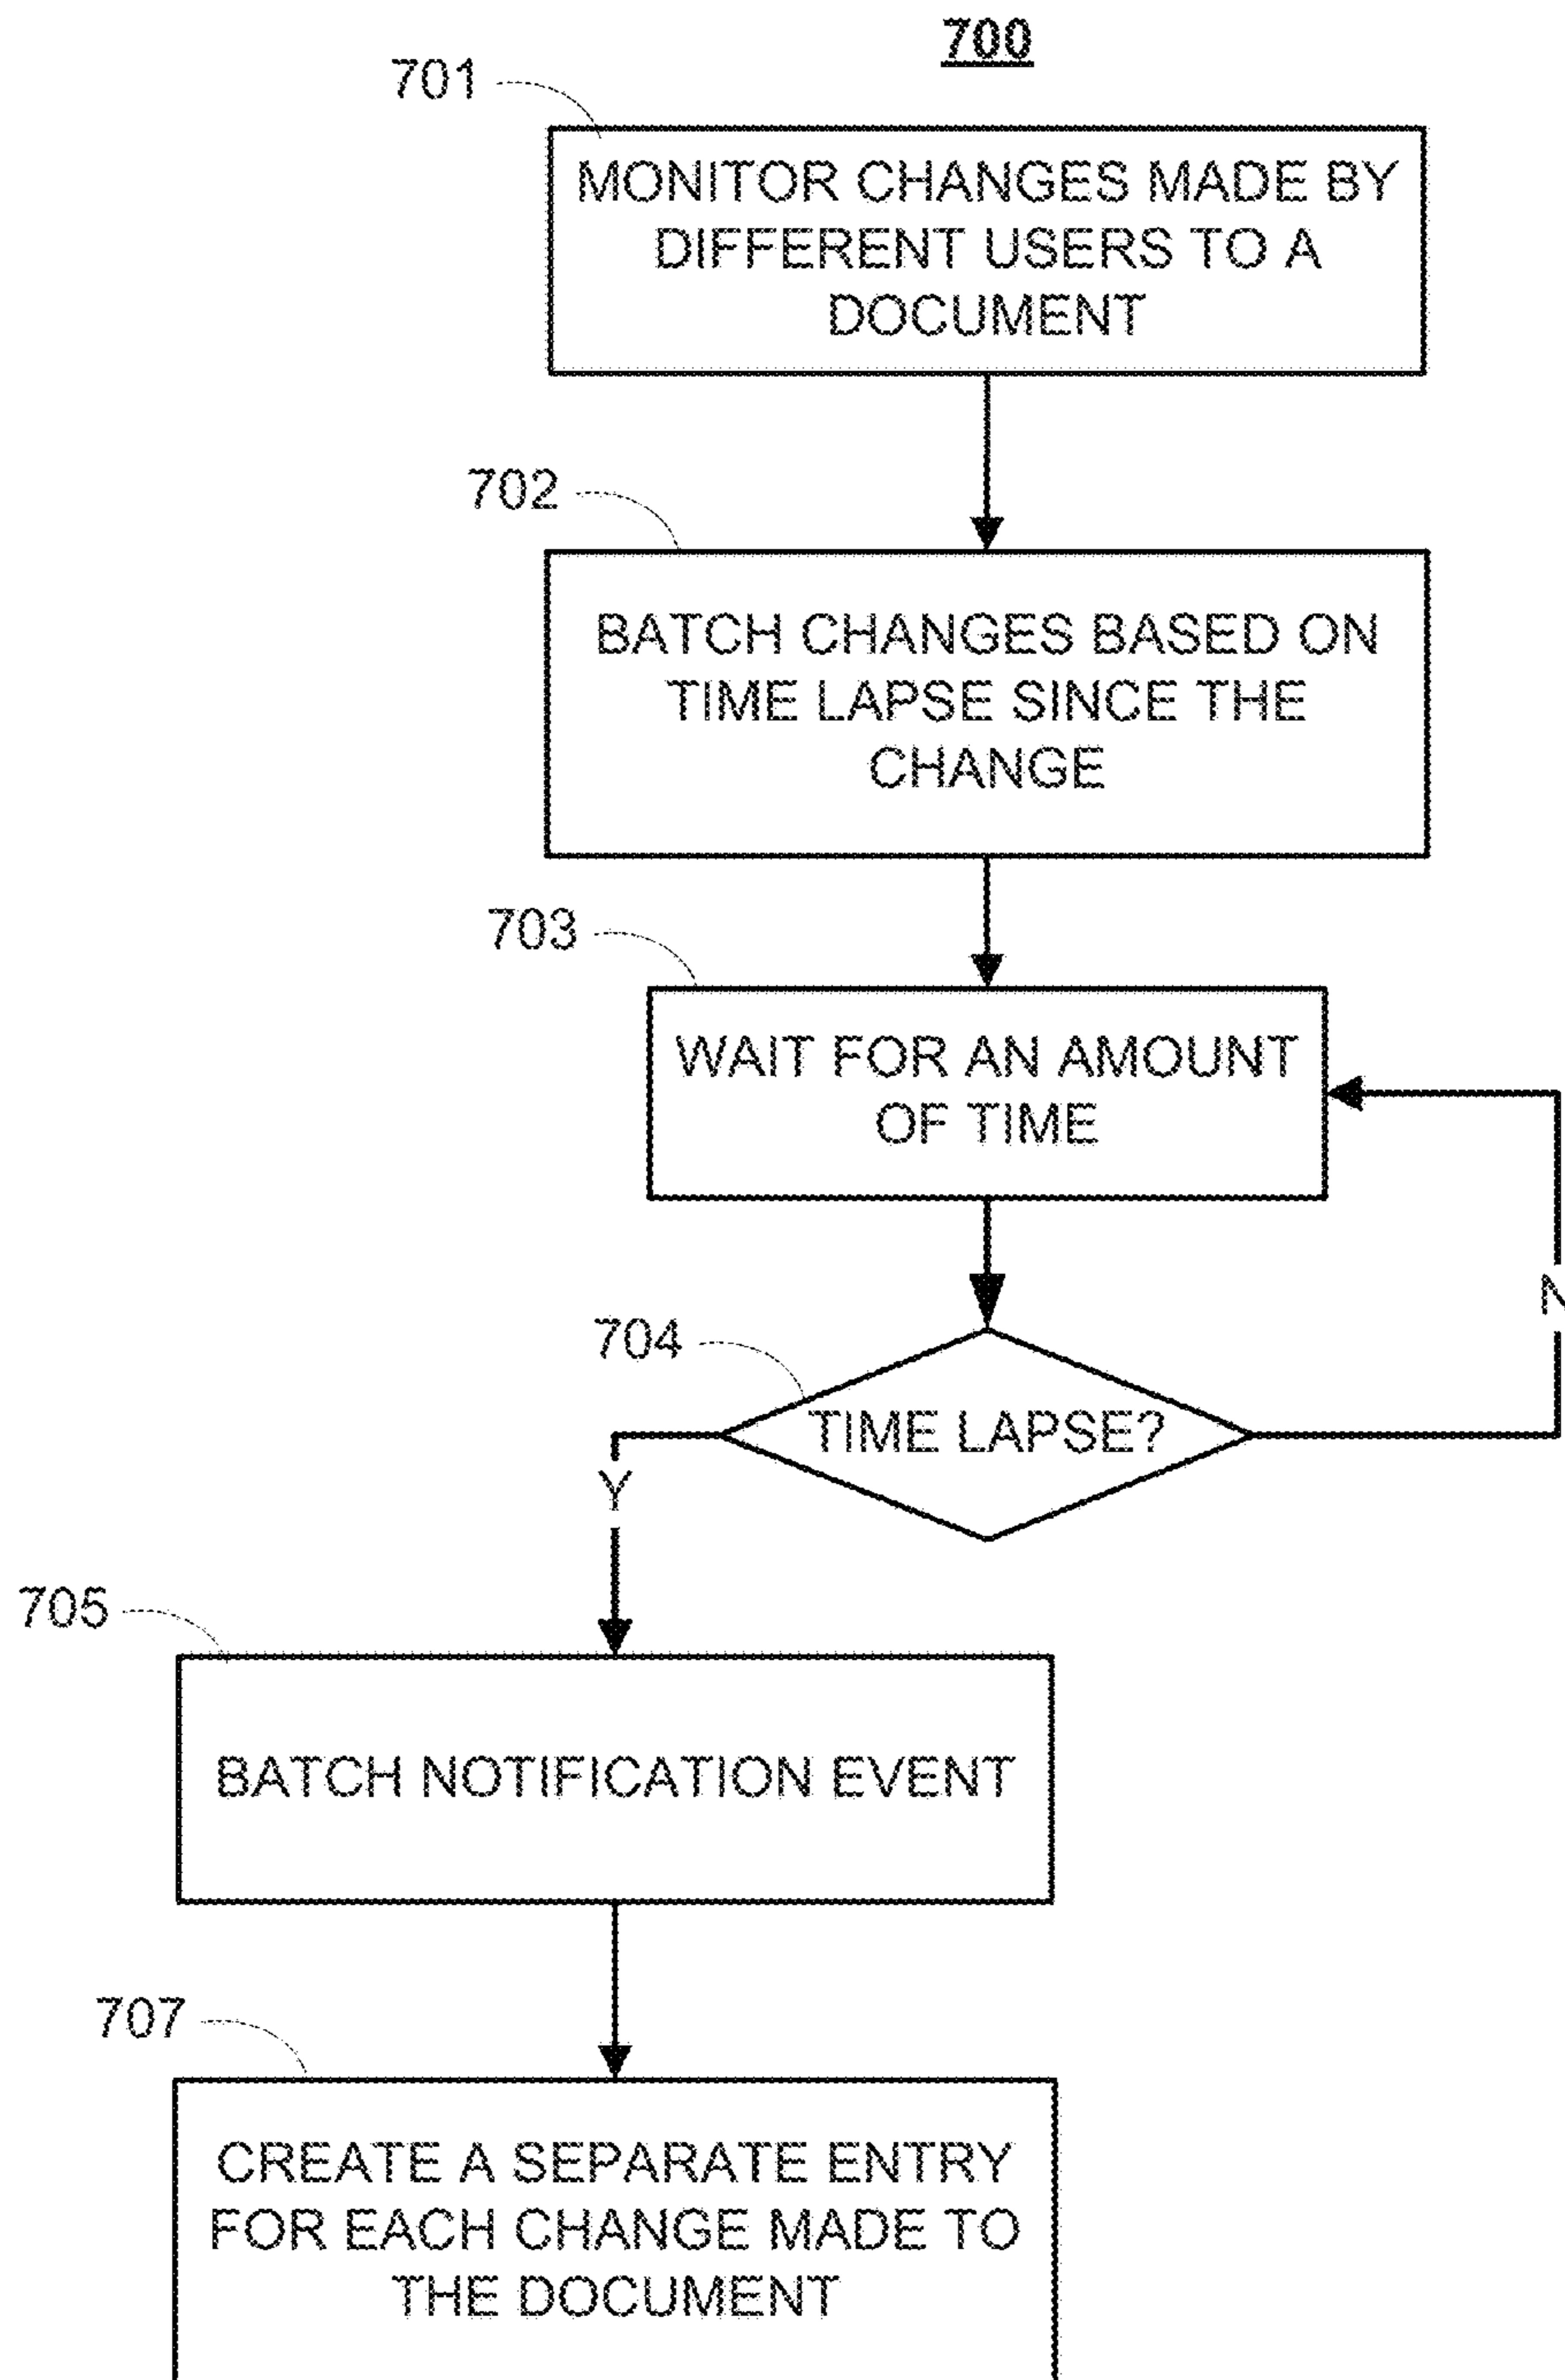 700
701
MONITOR CHANGES MADE BY
DIFFERENT USERS TO A
DOCUMENT
702
BATCH CHANGES BASED ON
TIME LAPSE SINCE THE
CHANGE
703
WAIT FOR AN AMOUNT
OF TIME
N
704
TIME LAPSE?
Y
705
BATCH NOTIFICATION EVENT
707
CREATE A SEPARATE ENTRY
FOR EACH CHANGE MADE TO
THE DOCUMENT